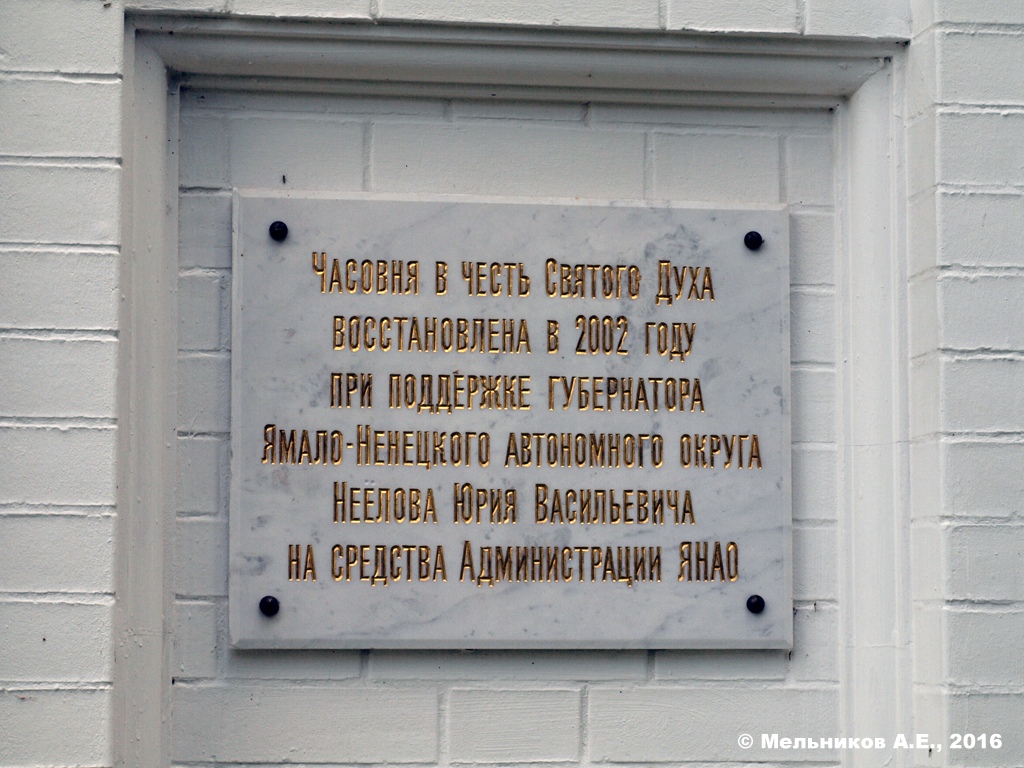 Часовня в честь Святого Духа
восстановлена в 2002 году
при поддержке губернатора
Ямало-Ненецкого автономного округа
Неёлова Юрия Васильевича
на средства Администрации ЯНАО
© Мельников А.Е., 2016